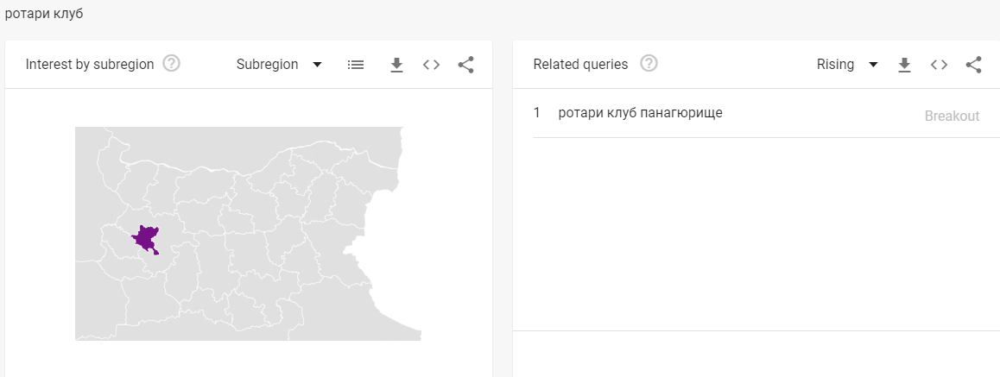 ротари клуб
Interest by subregion ? Subregion
Related queries ? Rising
1 ротари клуб панагюрище Breakout